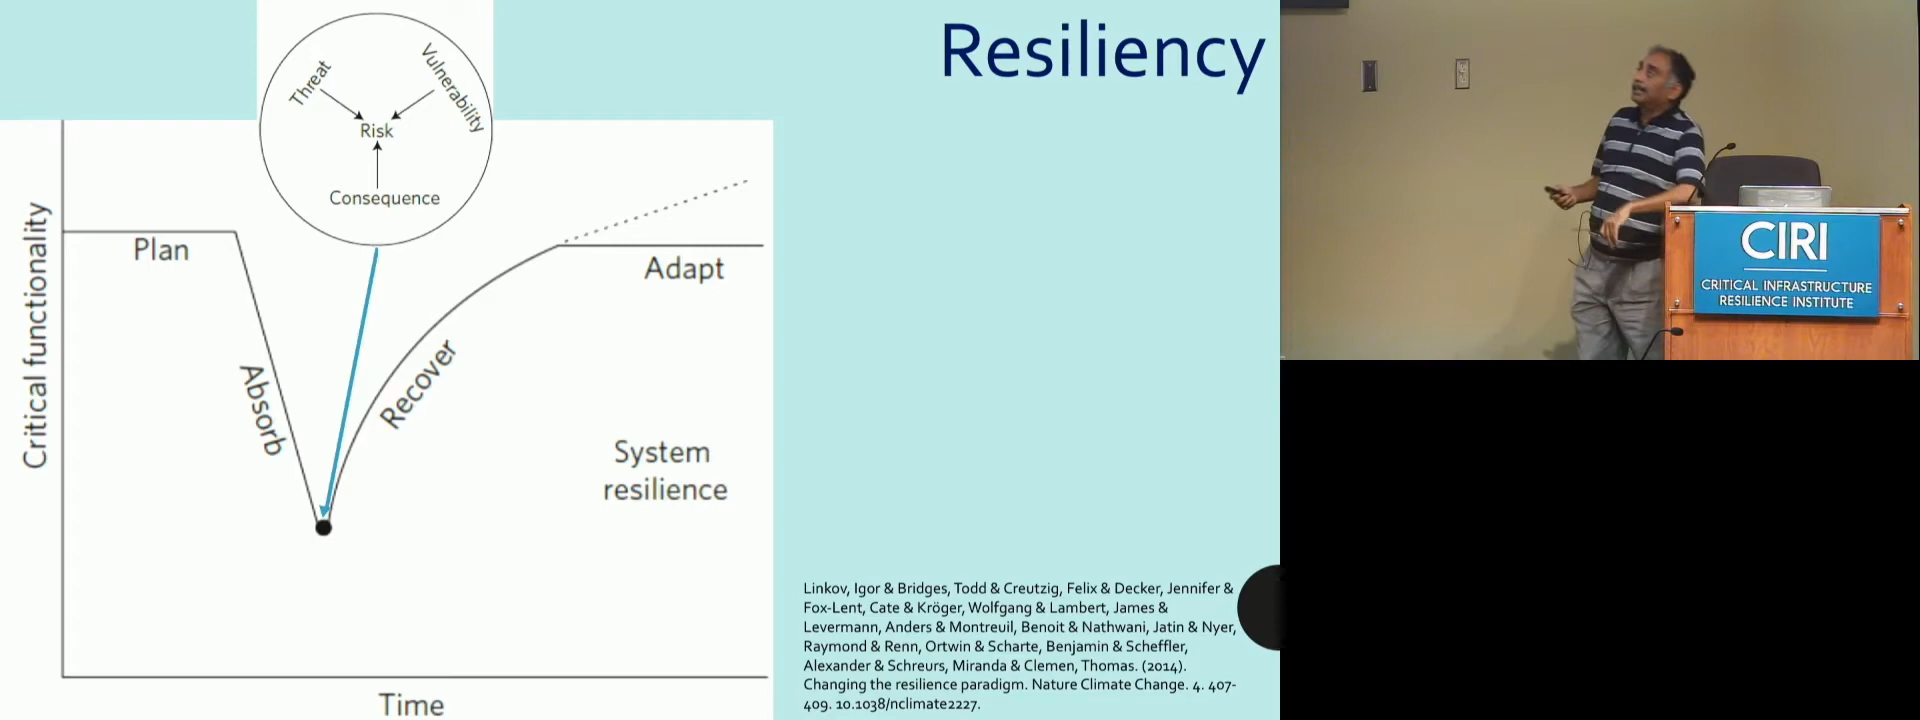 Resiliency
Threat
Vulnerability
Risk
Consequence
Critical functionality
Plan
Absorb
Recover
Adapt
System
resilience
Time
Linkov, Igor & Bridges, Todd & Creutzig, Felix & Decker, Jennifer &
Fox-Lent, Cate & Kröger, Wolfgang & Lambert, James &
Levermann, Anders & Montreuil, Benoit & Nathwani, Jatin & Nyer,
Raymond & Renn, Ortwin & Scharte, Benjamin & Scheffler,
Alexander & Schreurs, Miranda & Clemen, Thomas. (2014).
Changing the resilience paradigm. Nature Climate Change. 4. 407-
409. 10.1038/nclimate2227.
CIRI
CRITICAL INFRASTRUCTURE
RESILIENCE INSTITUTE